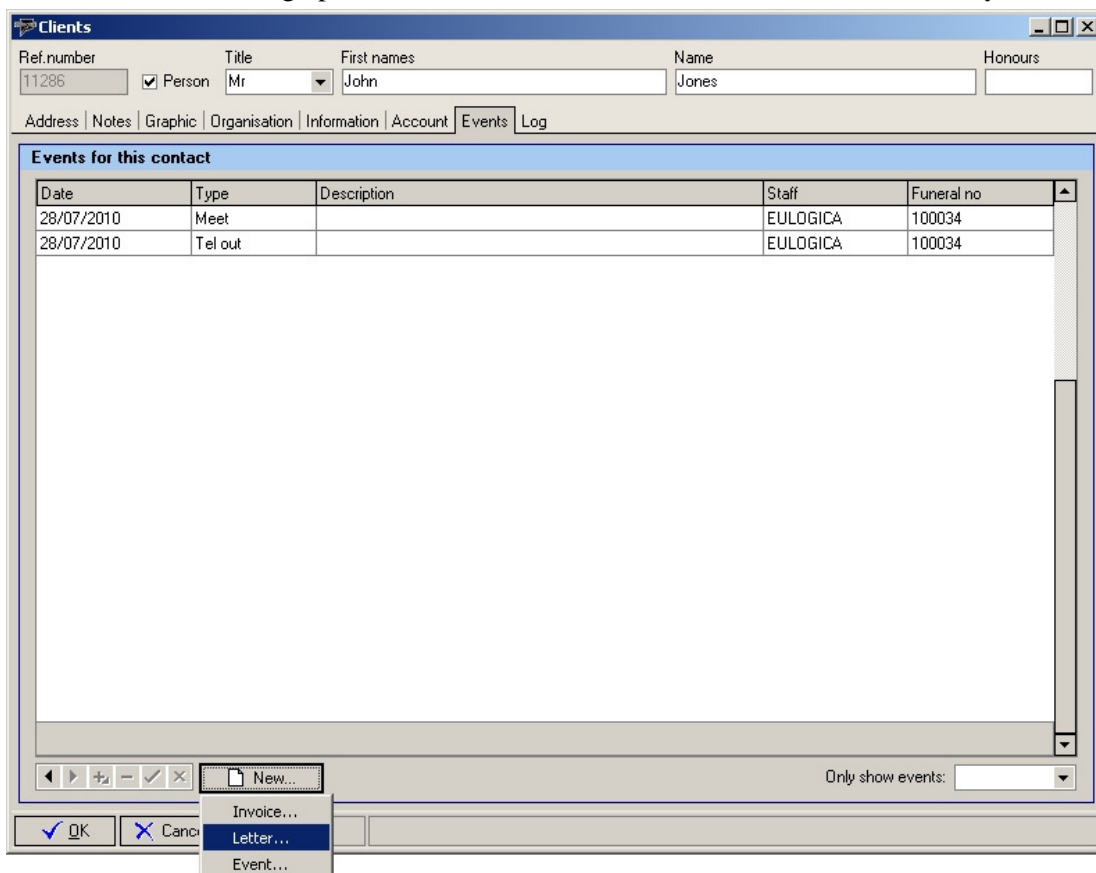 Clients
Ref.number Title First names Name Honours
11286 Person Mr John Jones
Address Notes Graphic Organisation Information Account Events Log
Events for this contact
Date Type Description Staff Funeral no
28/07/2010 Meet EULOGICA 100034
28/07/2010 Tel out EULOGICA 100034
New... Only show events:
Invoice...
OK Canc
Letter...
Event...